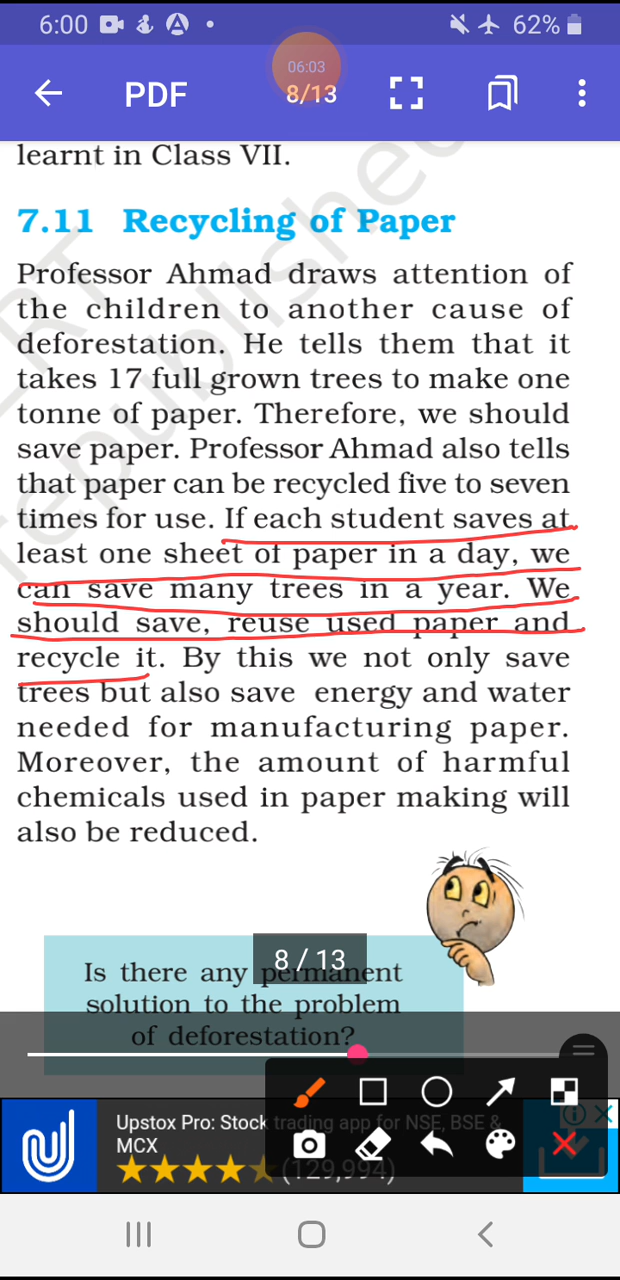 6:00
62%
06:03
PDF
8/13
learnt in Class VII.
7.11 Recycling of Paper
Professor Ahmad draws attention of
the children to another cause of
deforestation. He tells them that it
takes 17 full grown trees to make one
tonne of paper. Therefore, we should
save paper. Professor Ahmad also tells
that paper can be recycled five to seven
times for use. If each student saves at
least one sheet of paper in a day, we
can save many trees in a year. We
should save, reuse used paper and
recycle it. By this we not only save
trees but also save energy and water
needed for manufacturing paper.
Moreover, the amount of harmful
chemicals used in paper making will
also be reduced.
8/13
Is there any permanent
solution to the problem
of deforestation?
Upstox Pro: Stock trading app for NSE, BSE &
MCX
(129,994)